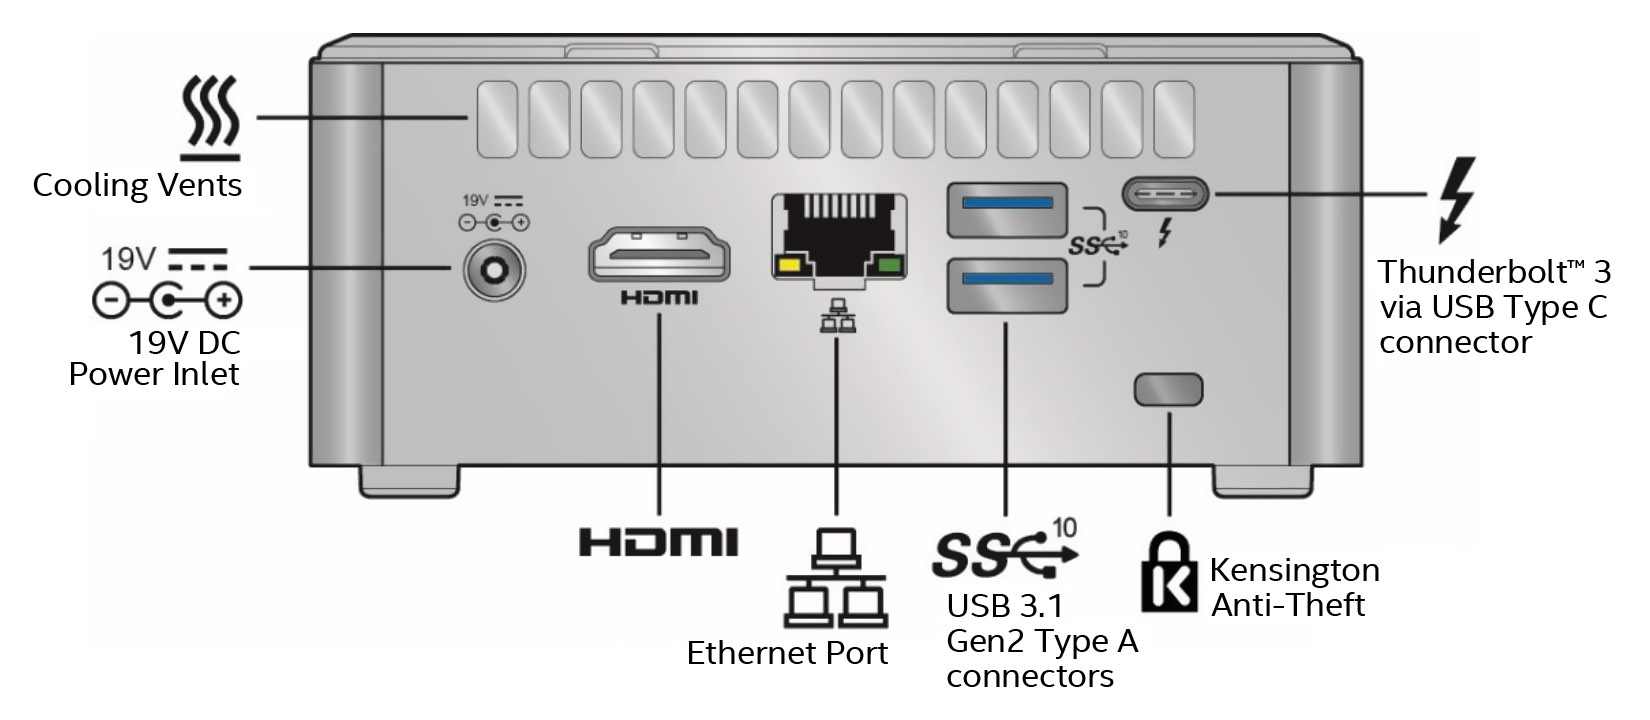 Cooling Vents
19V
19V DC
Power Inlet
19V
HDMI
SS 10
Thunderbolt™ 3
via USB Type C
connector
HDMI
Ethernet Port
SS 10
USB 3.1
Gen2 Type A
connectors
K
Kensington
Anti-Theft